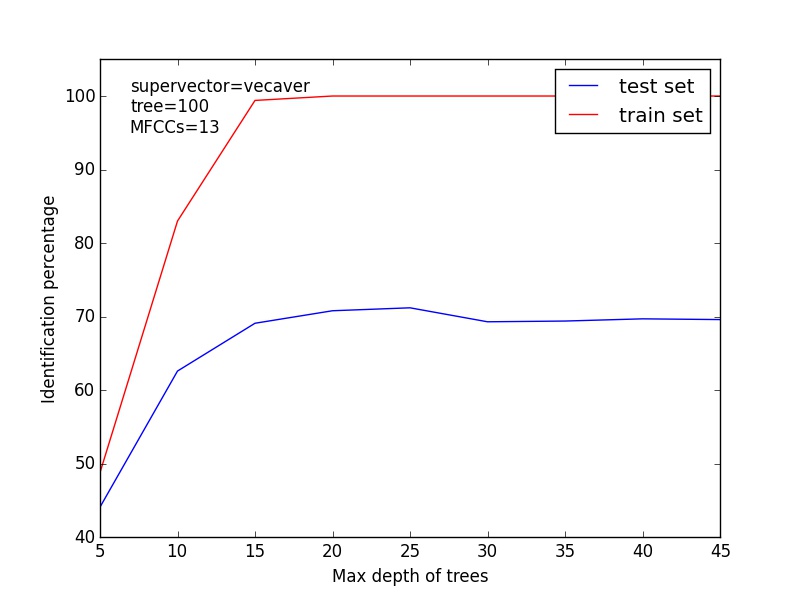 supervector=vecaver
tree=100
MFCCs=13
test set
train set
100
90
80
70
60
50
40
Identification percentage
5 10 15 20 25 30 35 40 45
Max depth of trees